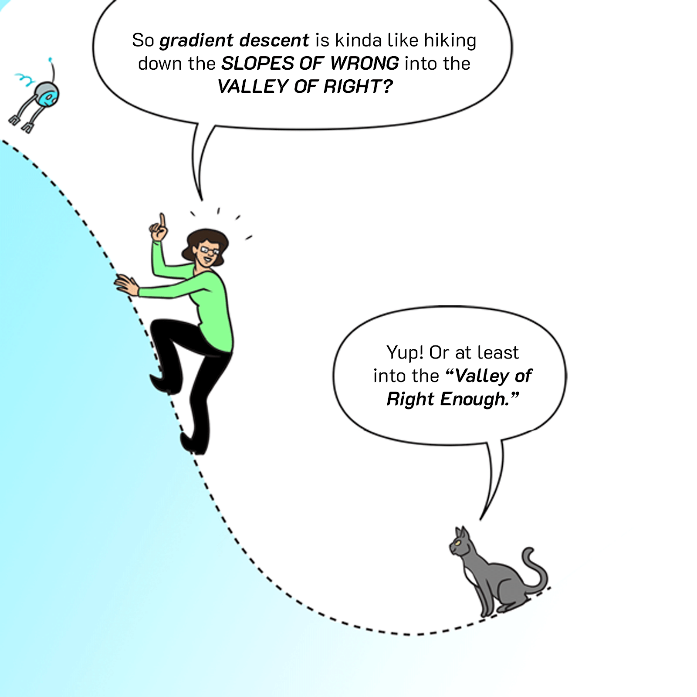 So gradient descent is kinda like hiking
down the SLOPES OF WRONG into the
VALLEY OF RIGHT?
Yup! Or at least
into the “Valley of
Right Enough.”